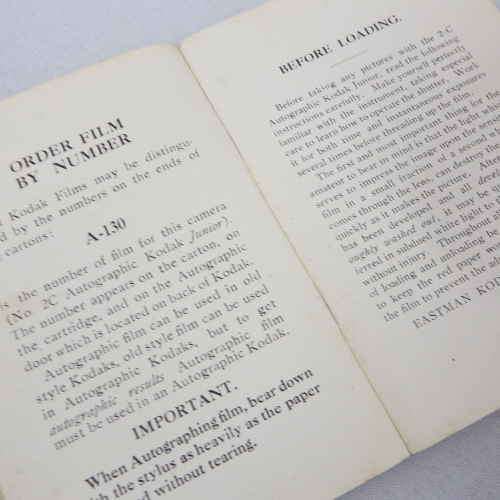 ORDER FILM
BY NUMBER
Kodak Films may be distingu-
by the numbers on the ends of
cartons:
A-130
the number of film for this camera
(No. 2C Autographic Kodak Junior).
The number appears on the carton, on
the cartridge, and on the Autographic
door which is located on back of Kodak.
Autographic film can be used in old
style Kodaks, old style film can be used
in Autographic Kodaks, but to get
autographic results Autographic film
must be used in an Autographic Kodak.
IMPORTANT.
When Autographing film, bear down
the stylus as heavily as the paper
without tearing.
BEFORE LOADING.
Before taking any pictures with the 2-C
Autographic Kodak Junior, read the following
instructions carefully. Make yourself perfectly
familiar with the instrument, taking especial
care to learn how to operate the shutter. Work
it for both time and instantaneous exposures
several times before threading up the film.
The first and most important thing for the
amateur to bear in mind is that the light which
serves to impress the image upon the sensitive
film in a small fraction of a second when it
comes through the lens, can destroy the film as
quickly as it makes the picture. After
has been developed, and all
oughly washed out, it may be
ferred in subdued white light
without injury. Throughout
of loading and unloading be
to keep the red paper
the film to prevent the
EASTMAN